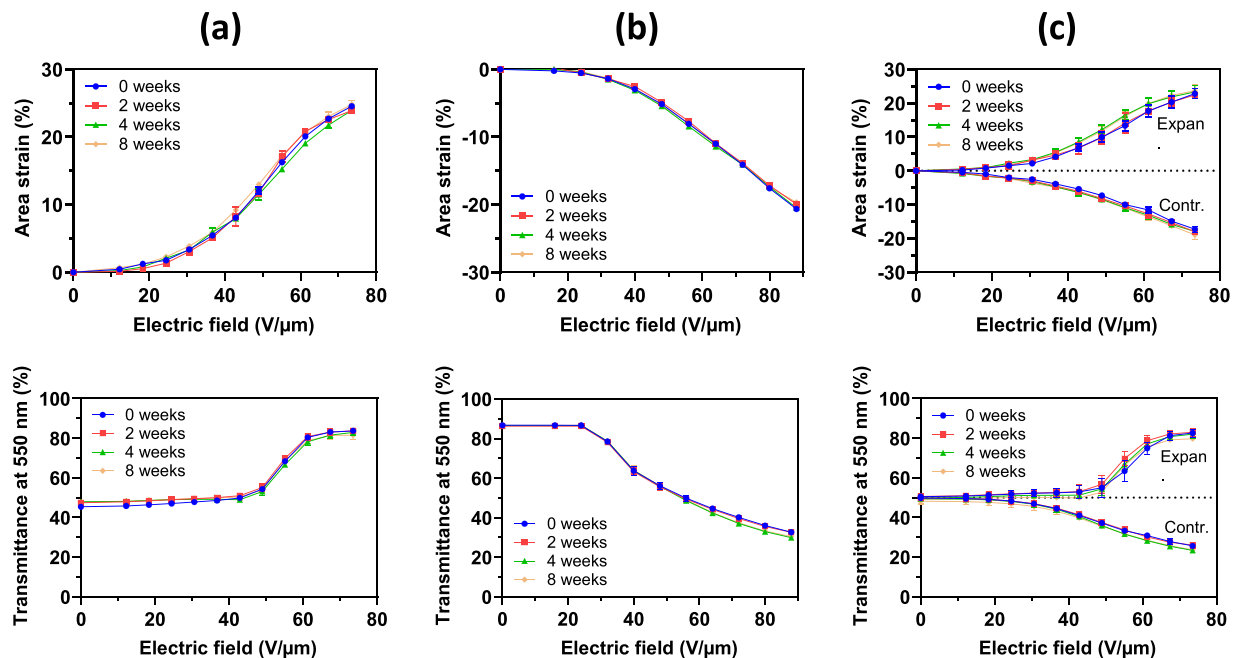 (a)
(b)
(c)
Area strain (%)
30
20
10
0
0 weeks
2 weeks
4 weeks
8 weeks
0 20 40 60 80
Electric field (V/µm)
Area strain (%)
0
-10
-20
-30
0 weeks
2 weeks
4 weeks
8 weeks
0 20 40 60 80
Electric field (V/µm)
Area strain (%)
30
20
10
0
-10
-20
-30
0 weeks
2 weeks
4 weeks
8 weeks
Expan
.
Contr.
0 20 40 60 80
Electric field (V/µm)
Transmittance at 550 nm (%)
100
80
60
40
20
0
0 weeks
2 weeks
4 weeks
8 weeks
0 20 40 60 80
Electric field (V/µm)
Transmittance at 550 nm (%)
100
80
60
40
20
0
0 weeks
2 weeks
4 weeks
8 weeks
0 20 40 60 80
Electric field (V/µm)
Transmittance at 550 nm (%)
100
80
60
40
20
0
0 weeks
2 weeks
4 weeks
8 weeks
Expan
.
Contr.
0 20 40 60 80
Electric field (V/µm)